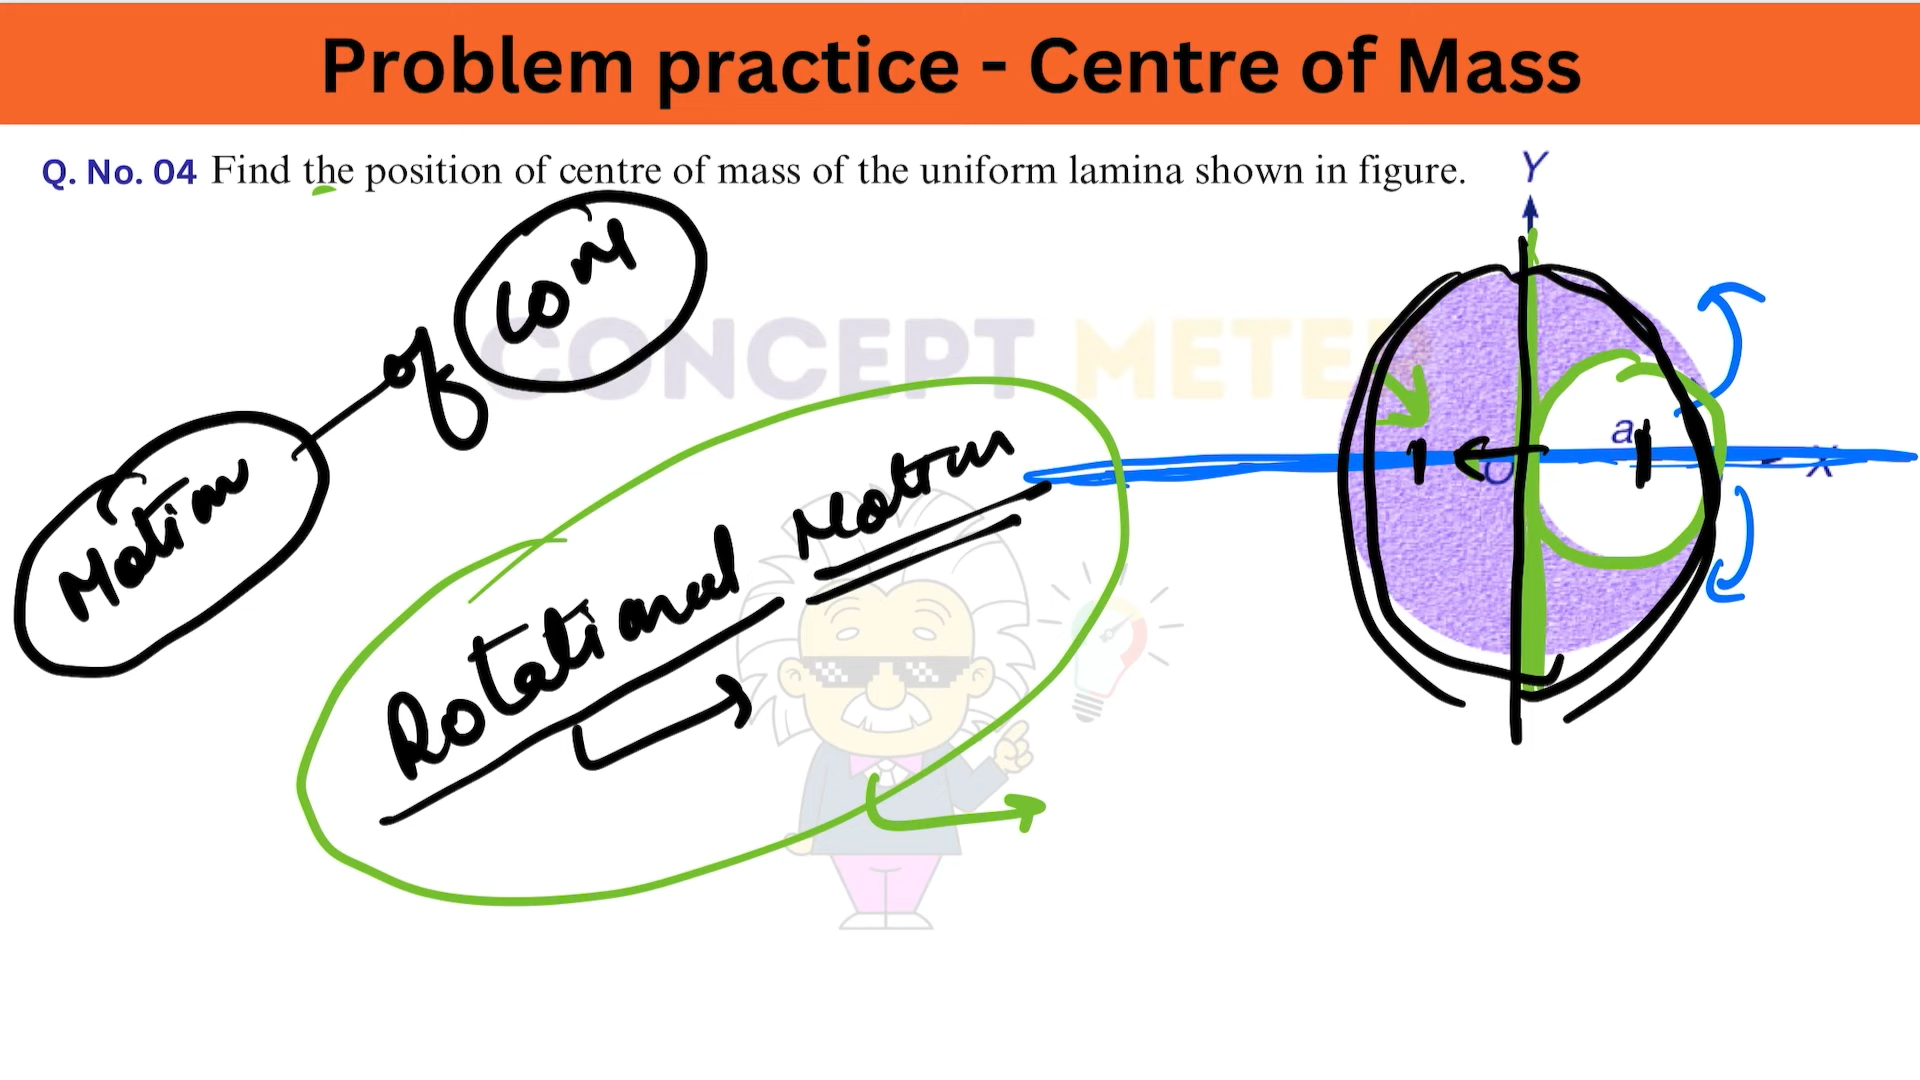 Problem practice - Centre of Mass
Q. No. 04 Find the position of centre of mass of the uniform lamina shown in figure.
Y
COM
CONCEPT METER
of
Motion
a
O
X
Rotational Motion